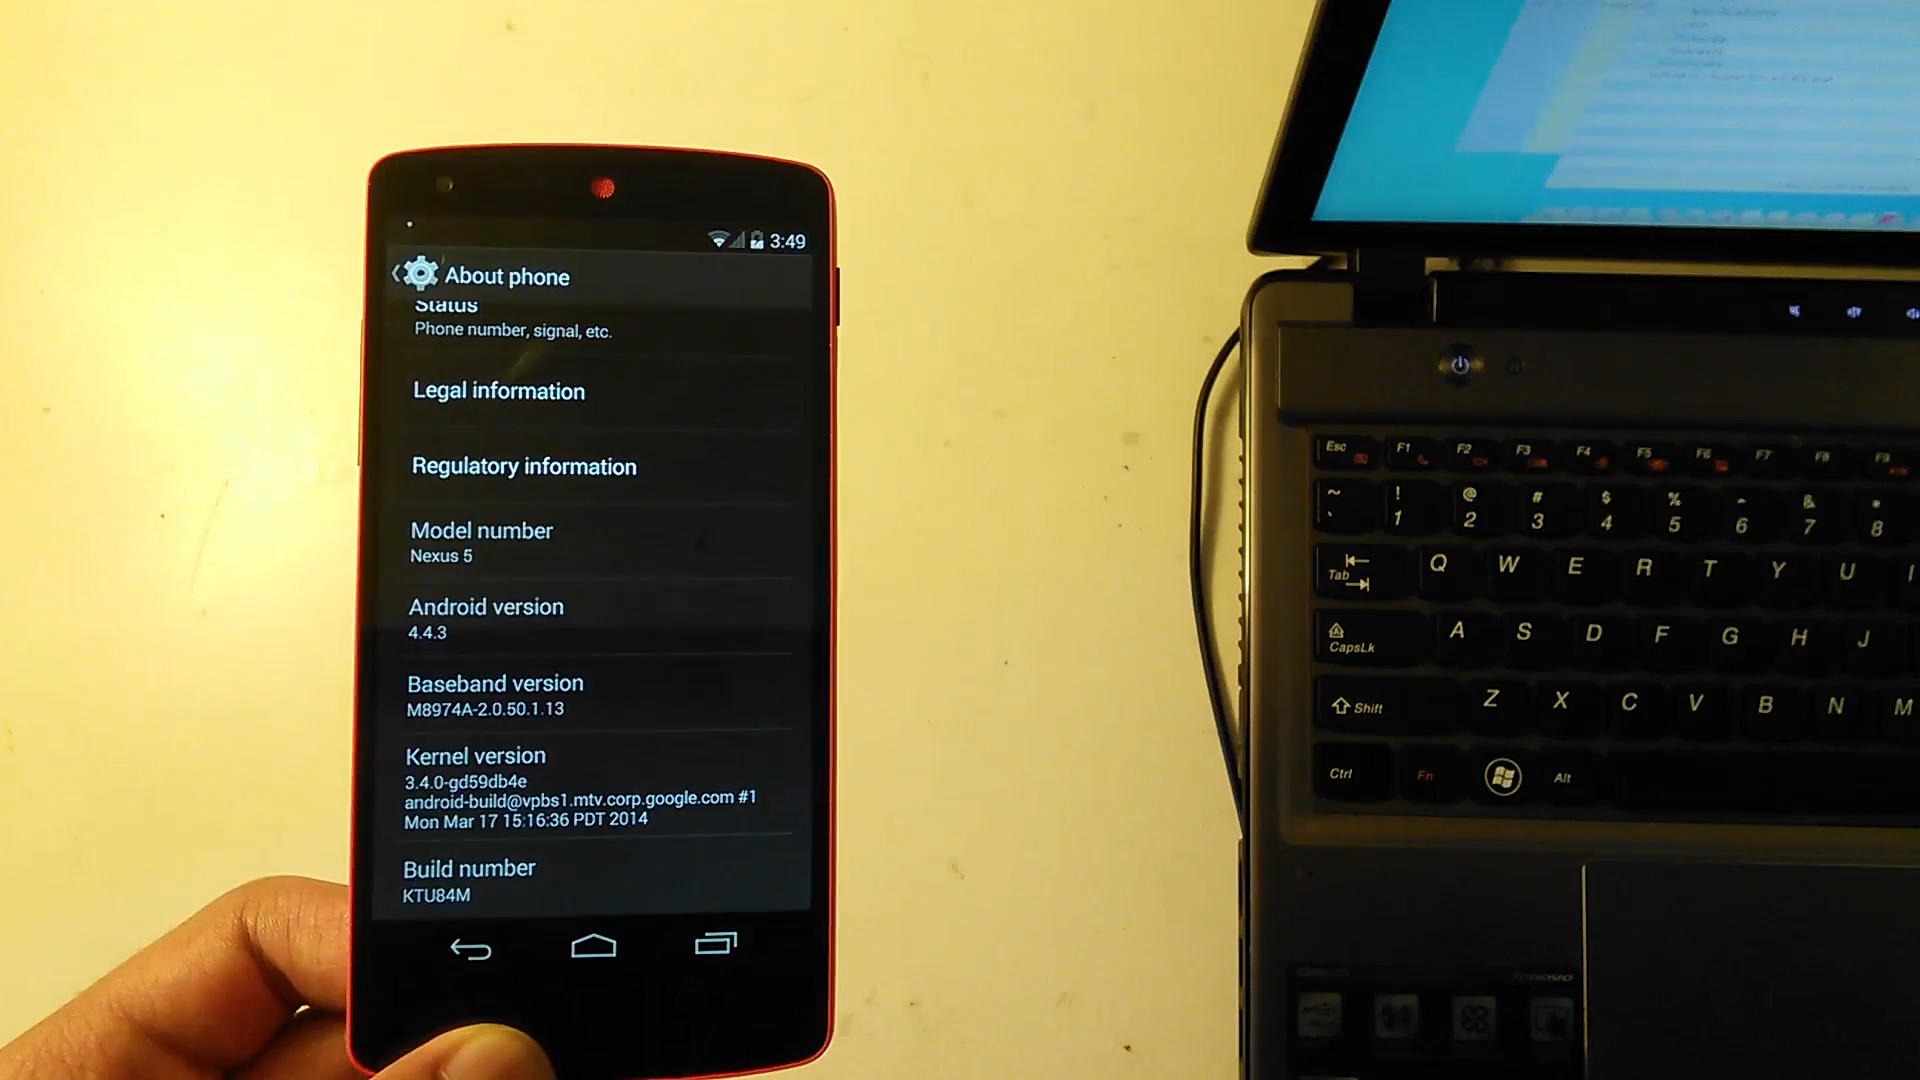 3:49
About phone
Status
Phone number, signal, etc.
Legal information
Regulatory information
Model number
Nexus 5
Android version
4.4.3
Baseband version
M8974A-2.0.50.1.13
Kernel version
3.4.0-gd59db4e
android-build@vpbs1.mtv.corp.google.com #1
Mon Mar 17 15:16:36 PDT 2014
Build number
KTU84M
Esc F1 F2 F3 F4 F5 F6 F7 F8 F9
~ ! @ # $ % ^ & *
` 1 2 3 4 5 6 7 8
Tab Q W E R T Y U I
CapsLk A S D F G H J
Shift Z X C V B N M
Ctrl Fn Alt
lenovo